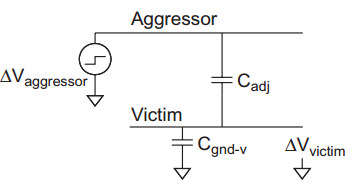 Aggressor
ΔVaggressor
Cadj
Victim
Cgnd-v
ΔVvictim